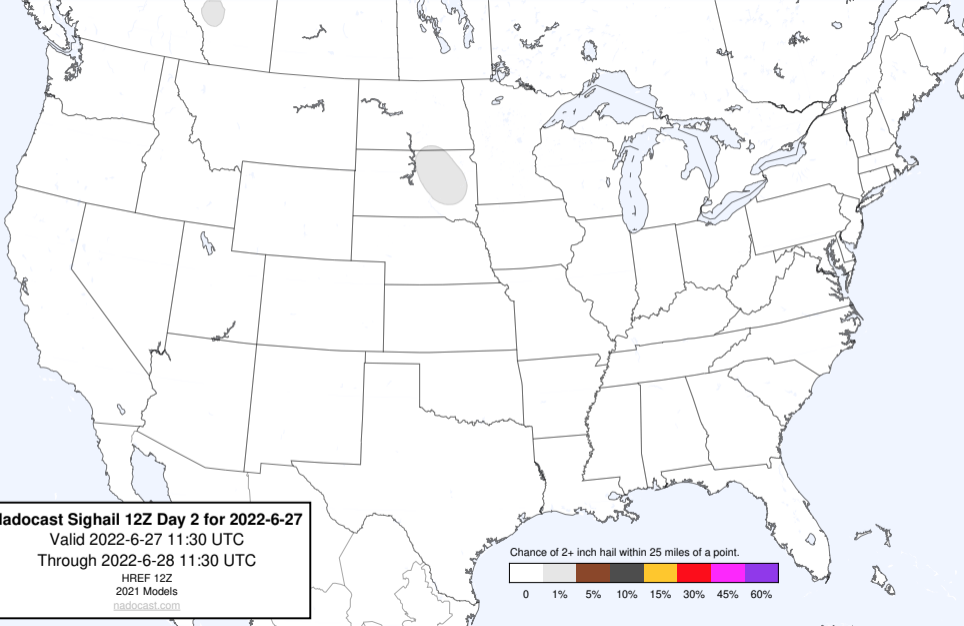 adocast Sighail 12Z Day 2 for 2022-6-27
Valid 2022-6-27 11:30 UTC
Through 2022-6-28 11:30 UTC
HREF 12Z
2021 Models
nadocast.com
Chance of 2+ inch hail within 25 miles of a point.
0 1% 5% 10% 15% 30% 45% 60%